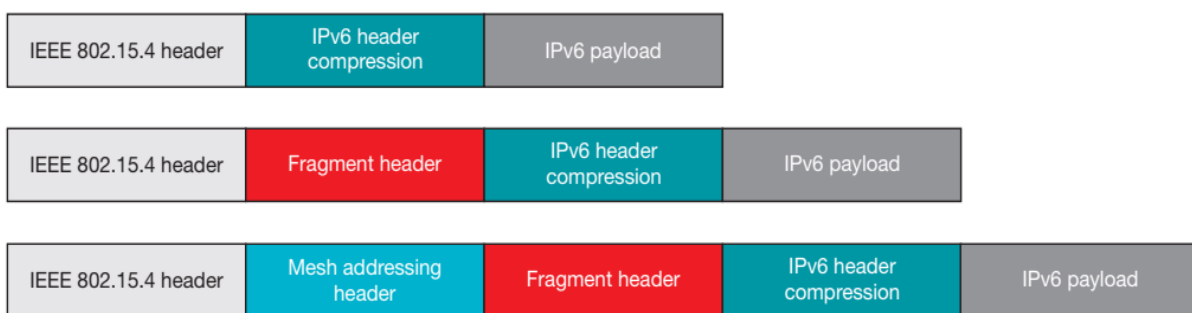 IEEE 802.15.4 header
IPv6 header
compression
IPv6 payload
IEEE 802.15.4 header
Fragment header
IPv6 header
compression
IPv6 payload
IEEE 802.15.4 header
Mesh addressing
header
Fragment header
IPv6 header
compression
IPv6 payload